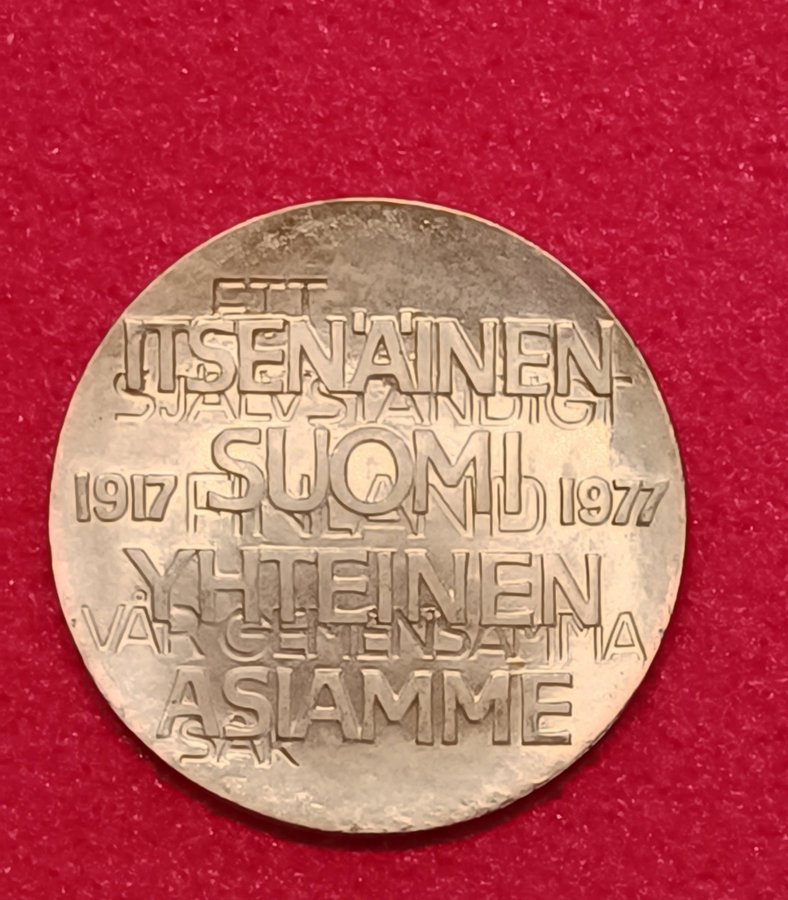 ETT
ITSENÄINEN
SJÄLVSTÄNDIGT
SUOMI
1917 FINLAND 1977
YHTEINEN
VÅR GEMENSAMMA
ASIAMME
SAK